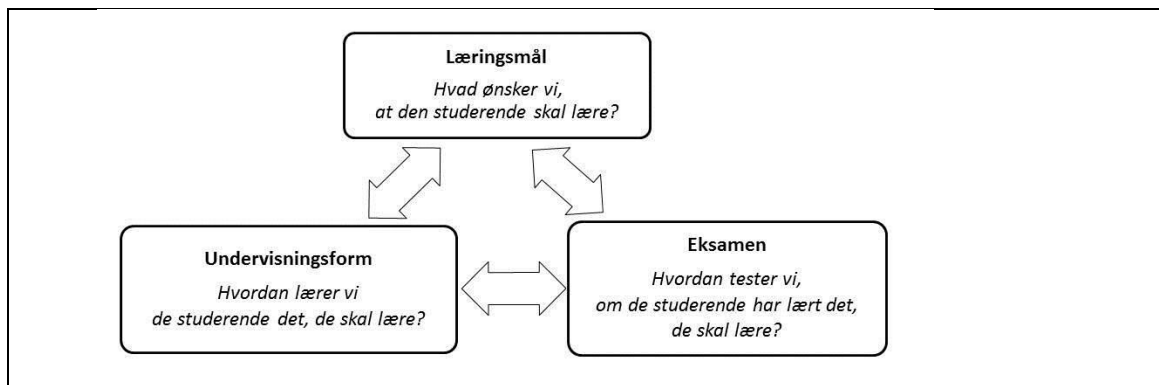 Læringsmål
Hvad ønsker vi,
at den studerende skal lære?
Undervisningsform
Hvordan lærer vi
de studerende det, de skal lære?
Eksamen
Hvordan tester vi,
om de studerende har lært det,
de skal lære?